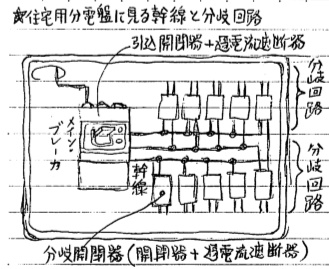 ☆住宅用分電盤に見る幹線と分岐回路
引込開閉器+過電流遮断器
メイン・ブレーカ
幹線
分岐回路
分岐回路
分岐開閉器(開閉器+過電流遮断器)